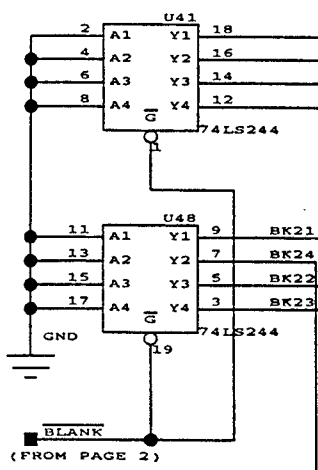 U41
2 A1 Y1 18
4 A2 Y2 16
6 A3 Y3 14
8 A4 Y4 12
G
1 74LS244
U48
11 A1 Y1 9 BK21
13 A2 Y2 7 BK24
15 A3 Y3 5 BK22
17 A4 Y4 3 BK23
G
GND 19 74LS244
BLANK
(FROM PAGE 2)